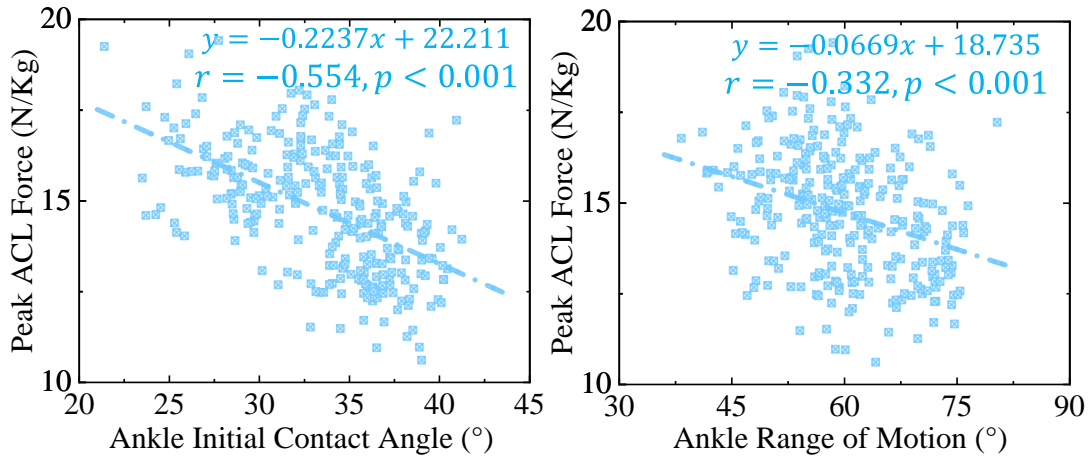 20
15
10
Peak ACL Force (N/Kg)
y = −0.2237x + 22.211
r = −0.554, p < 0.001
20 25 30 35 40 45
Ankle Initial Contact Angle (°)
20
15
10
Peak ACL Force (N/Kg)
y = −0.0669x + 18.735
r = −0.332, p < 0.001
30 45 60 75 90
Ankle Range of Motion (°)